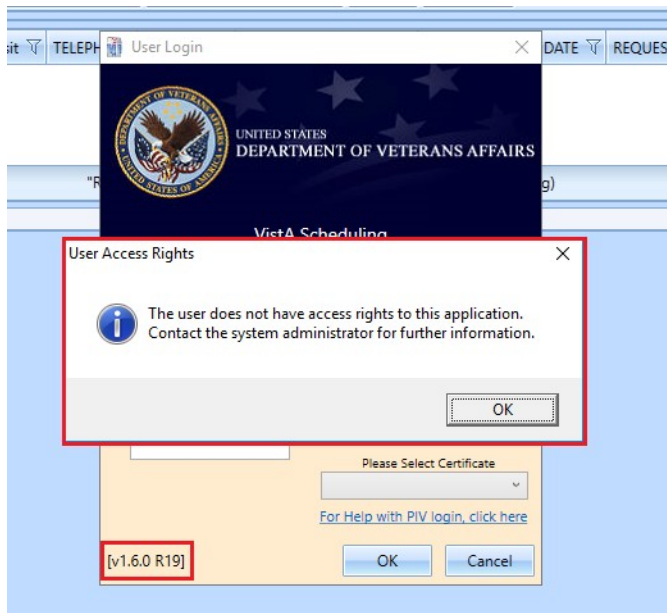 sit TELEPH User Login DATE REQUES
GREAT SEAL
UNITED STATES
DEPARTMENT OF VETERANS AFFAIRS
"R g)
VistA Scheduling
User Access Rights
The user does not have access rights to this application.
Contact the system administrator for further information.
OK
Please Select Certificate
For Help with PIV login, click here
[v1.6.0 R19]
OK Cancel